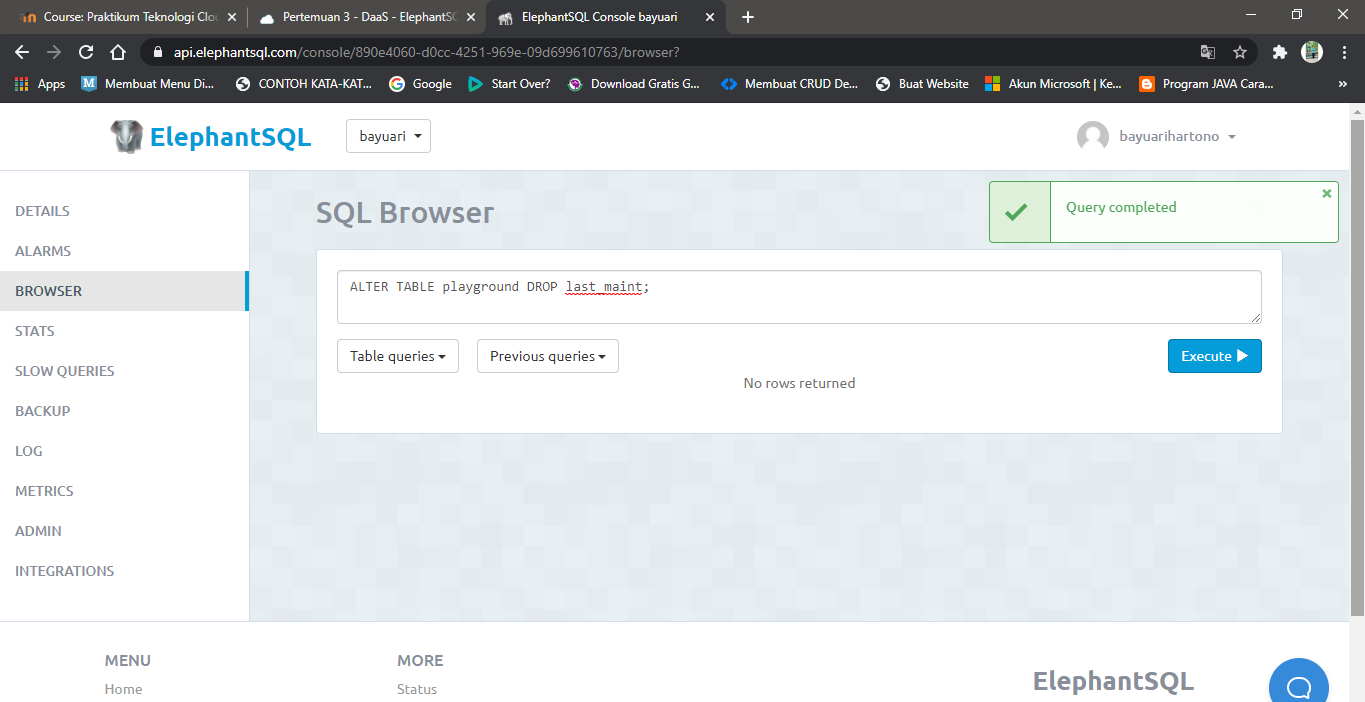 Course: Praktikum Teknologi Clou
Pertemuan 3 - DaaS - ElephantSC
ElephantSQL Console bayuari
api.elephantsql.com/console/890e4060-d0cc-4251-969e-09d699610763/browser?
Apps
Membuat Menu Di...
CONTOH KATA-KAT...
Google
Start Over?
Download Gratis G...
Membuat CRUD De...
Buat Website
Akun Microsoft | Ke...
Program JAVA Cara...
ElephantSQL
bayuari
bayuarihartono
DETAILS
ALARMS
BROWSER
STATS
SLOW QUERIES
BACKUP
LOG
METRICS
ADMIN
INTEGRATIONS
SQL Browser
Query completed
ALTER TABLE playground DROP last_maint;
Table queries
Previous queries
Execute
No rows returned
MENU
Home
MORE
Status
ElephantSQL